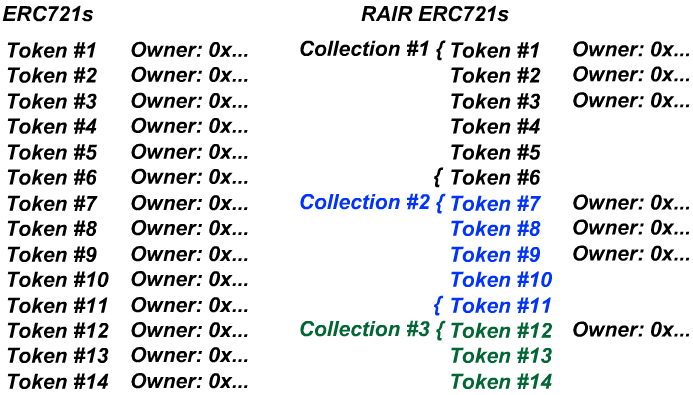 ERC721s RAIR ERC721s
Token #1 Owner: 0x... Collection #1 { Token #1 Owner: 0x...
Token #2 Owner: 0x... Token #2 Owner: 0x...
Token #3 Owner: 0x... Token #3 Owner: 0x...
Token #4 Owner: 0x... Token #4
Token #5 Owner: 0x... Token #5
Token #6 Owner: 0x... { Token #6
Token #7 Owner: 0x... Collection #2 { Token #7 Owner: 0x...
Token #8 Owner: 0x... Token #8 Owner: 0x...
Token #9 Owner: 0x... Token #9 Owner: 0x...
Token #10 Owner: 0x... Token #10
Token #11 Owner: 0x... { Token #11
Token #12 Owner: 0x... Collection #3 { Token #12 Owner: 0x...
Token #13 Owner: 0x... Token #13
Token #14 Owner: 0x... Token #14